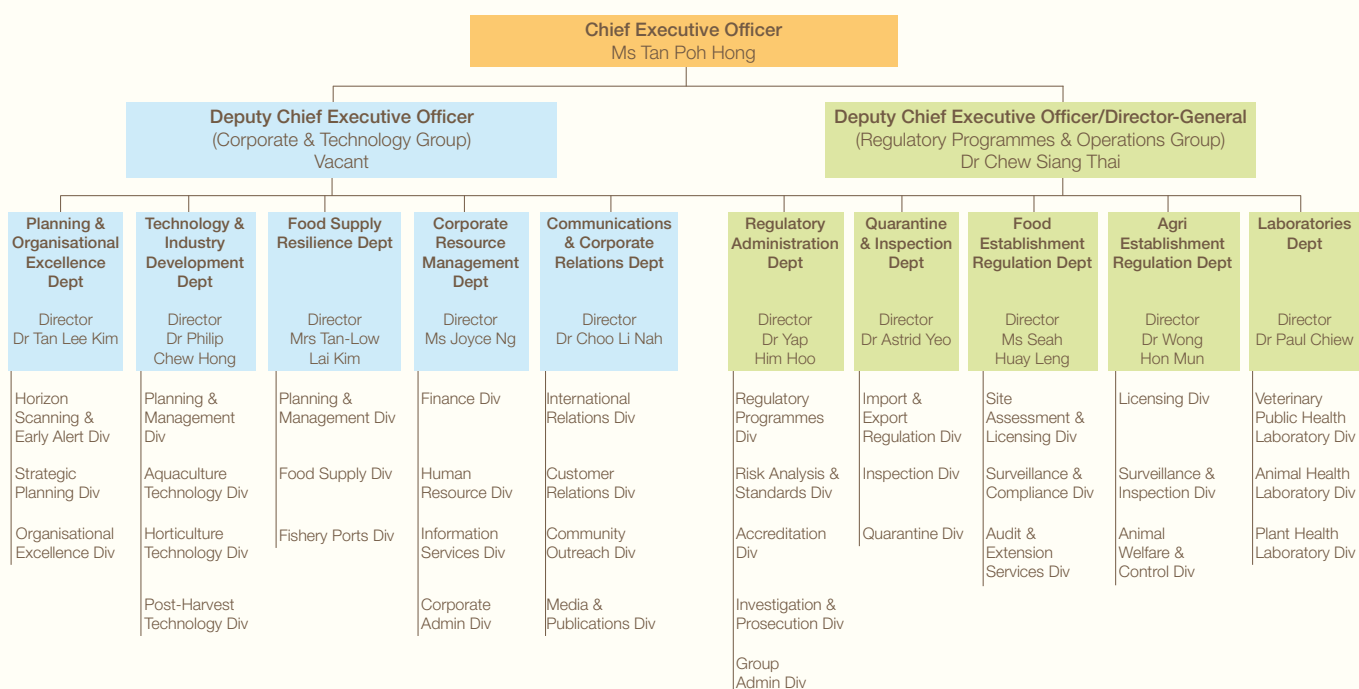 Chief Executive Officer
Ms Tan Poh Hong
Deputy Chief Executive Officer
(Corporate & Technology Group)
Vacant
Deputy Chief Executive Officer/Director-General
(Regulatory Programmes & Operations Group)
Dr Chew Siang Thai
Planning &
Organisational
Excellence
Dept
Director
Dr Tan Lee Kim
Horizon
Scanning &
Early Alert Div
Strategic
Planning Div
Organisational
Excellence Div
Technology &
Industry
Development
Dept
Director
Dr Philip
Chew Hong
Planning &
Management
Div
Aquaculture
Technology Div
Horticulture
Technology Div
Post-Harvest
Technology Div
Food Supply
Resilience Dept
Director
Mrs Tan-Low
Lai Kim
Planning &
Management Div
Food Supply Div
Fishery Ports Div
Corporate
Resource
Management
Dept
Director
Ms Joyce Ng
Finance Div
Human
Resource Div
Information
Services Div
Corporate
Admin Div
Communications
& Corporate
Relations Dept
Director
Dr Choo Li Nah
International
Relations Div
Customer
Relations Div
Community
Outreach Div
Media &
Publications Div
Regulatory
Administration
Dept
Director
Dr Yap
Him Hoo
Regulatory
Programmes
Div
Risk Analysis &
Standards Div
Accreditation
Div
Investigation &
Prosecution Div
Group
Admin Div
Quarantine
& Inspection
Dept
Director
Dr Astrid Yeo
Import &
Export
Regulation Div
Inspection Div
Quarantine Div
Food
Establishment
Regulation Dept
Director
Ms Seah
Huay Leng
Site
Assessment &
Licensing Div
Surveillance &
Compliance Div
Audit &
Extension
Services Div
Agri
Establishment
Regulation Dept
Director
Dr Wong
Hon Mun
Licensing Div
Surveillance &
Inspection Div
Animal
Welfare &
Control Div
Laboratories
Dept
Director
Dr Paul Chiew
Veterinary
Public Health
Laboratory Div
Animal Health
Laboratory Div
Plant Health
Laboratory Div